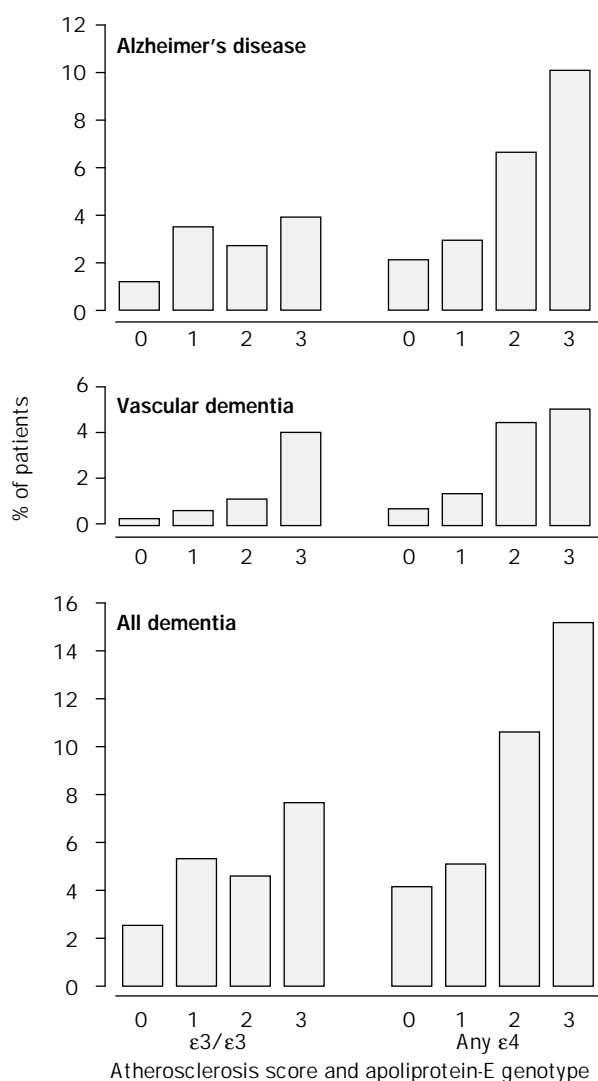 12
Alzheimer's disease
10
8
6
4
2
0
0 1 2 3 0 1 2 3
6
Vascular dementia
4
2
0
0 1 2 3 0 1 2 3
% of patients
16
All dementia
14
12
10
8
6
4
2
0
0 1 2 3 0 1 2 3
ε3/ε3 Any ε4
Atherosclerosis score and apoliprotein-E genotype